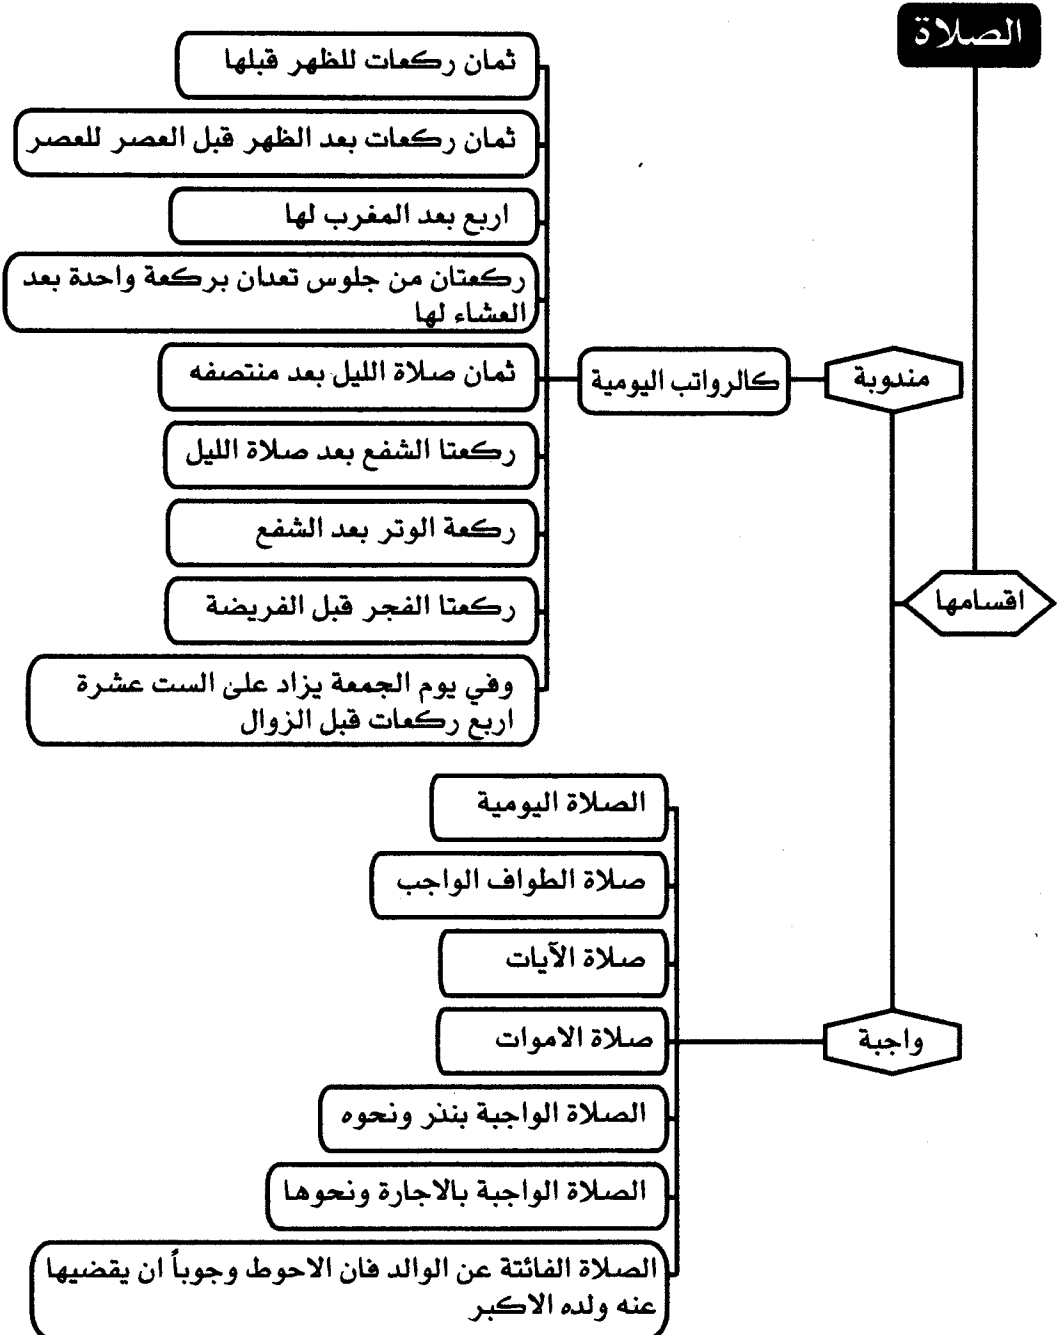 الصلاة
اقسامها
مندوبة
كالرواتب اليومية
ثمان ركعات للظهر قبلها
ثمان ركعات بعد الظهر قبل العصر للعصر
اربع بعد المغرب لها
ركعتان من جلوس تعدان بركعة واحدة بعد
العشاء لها
ثمان صلاة الليل بعد منتصفه
ركعتا الشفع بعد صلاة الليل
ركعة الوتر بعد الشفع
ركعتا الفجر قبل الفريضة
وفي يوم الجمعة يزاد على الست عشرة
اربع ركعات قبل الزوال
واجبة
الصلاة اليومية
صلاة الطواف الواجب
صلاة الآيات
صلاة الاموات
الصلاة الواجبة بنذر ونحوه
الصلاة الواجبة بالاجارة ونحوها
الصلاة الفائتة عن الوالد فان الاحوط وجوباً ان يقضيها
عنه ولده الاكبر